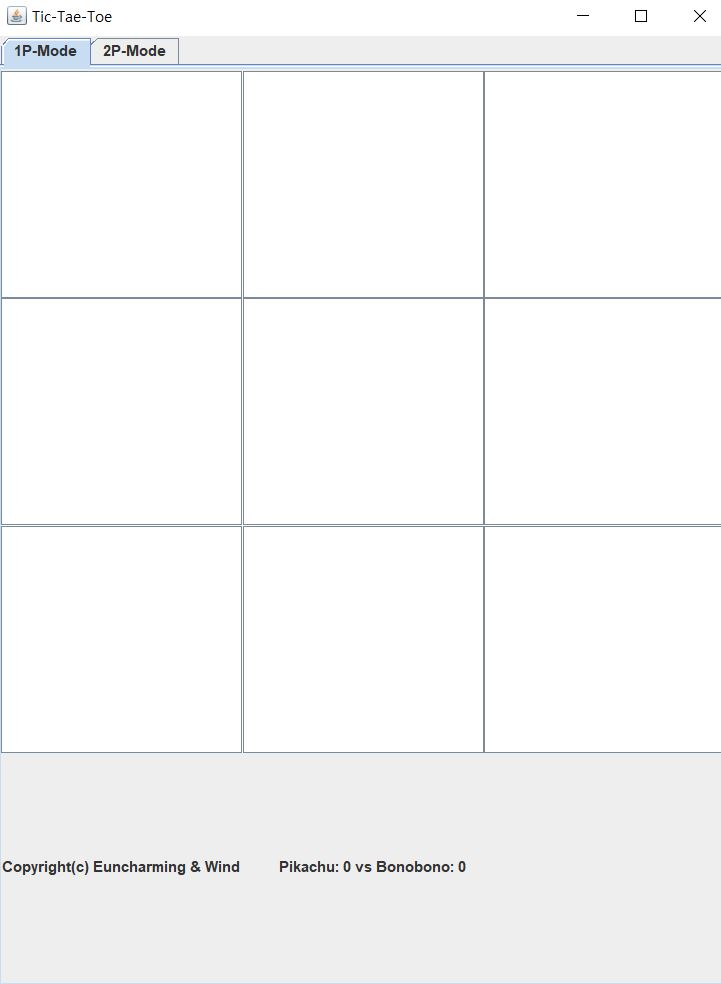 Tic-Tae-Toe
1P-Mode 2P-Mode
Copyright(c) Euncharming & Wind Pikachu: 0 vs Bonobono: 0